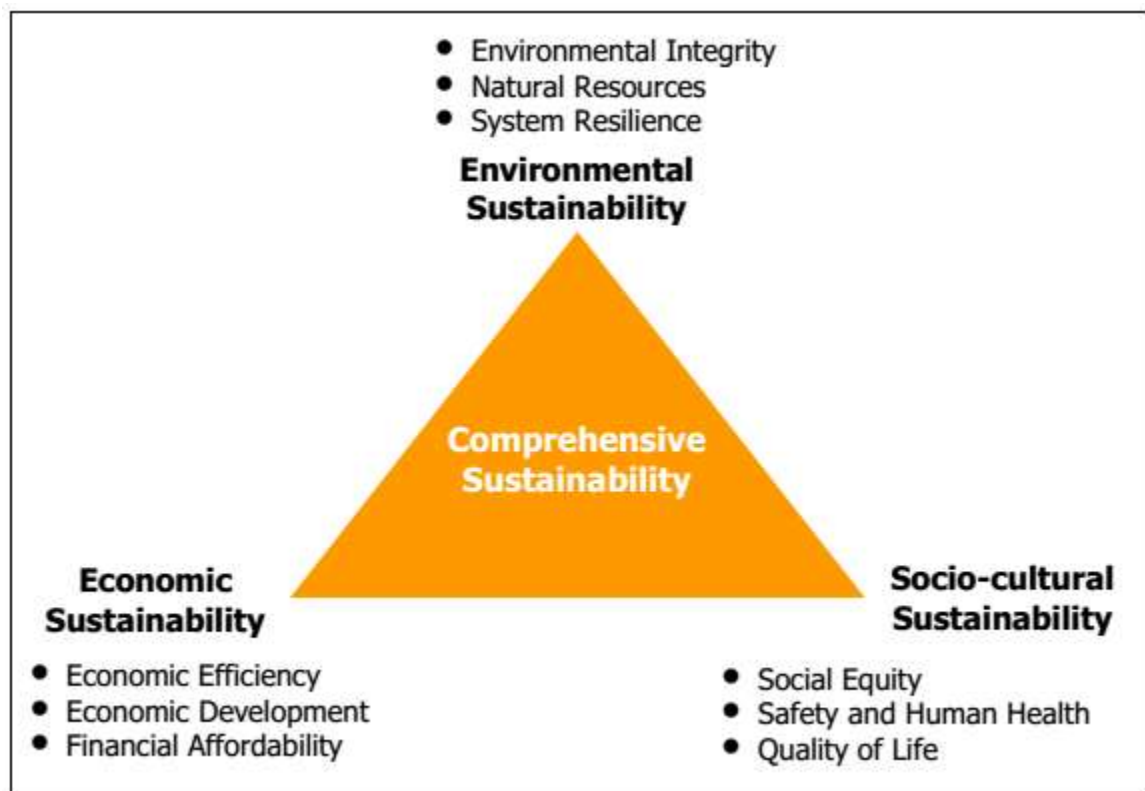 ● Environmental Integrity
● Natural Resources
● System Resilience
Environmental
Sustainability
Comprehensive
Sustainability
Economic
Sustainability
● Economic Efficiency
● Economic Development
● Financial Affordability
Socio-cultural
Sustainability
● Social Equity
● Safety and Human Health
● Quality of Life